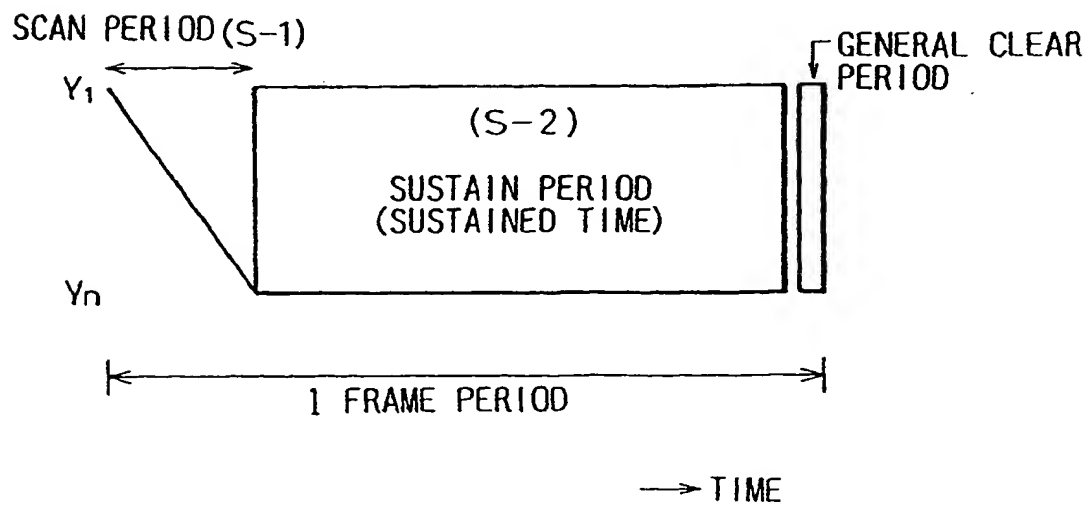 SCAN PERIOD (S-1)
GENERAL CLEAR
PERIOD
Y1
(S-2)
SUSTAIN PERIOD
(SUSTAINED TIME)
Yn
1 FRAME PERIOD
TIME